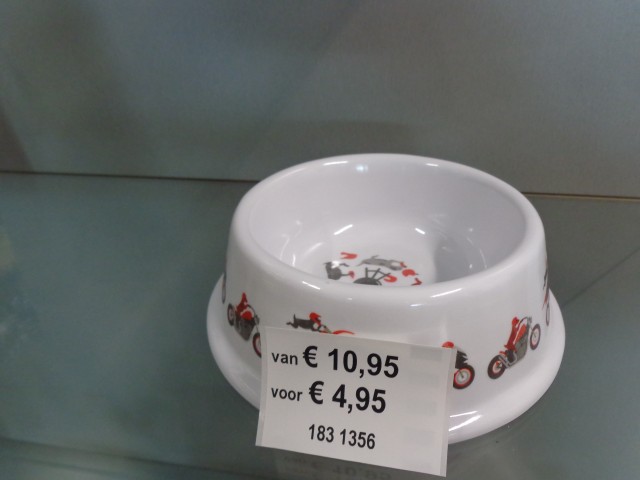 van € 10,95
voor € 4,95
183 1356